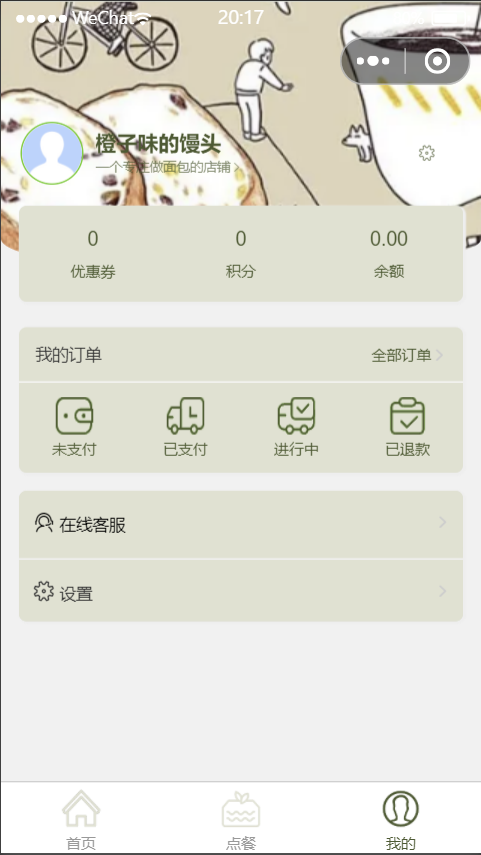 WeChat 20:17
橙子味的馒头
一个专注做面包的店铺
0 0 0.00
优惠券 积分 余额
我的订单 全部订单
未支付 已支付 进行中 已退款
在线客服
设置
首页 点餐 我的